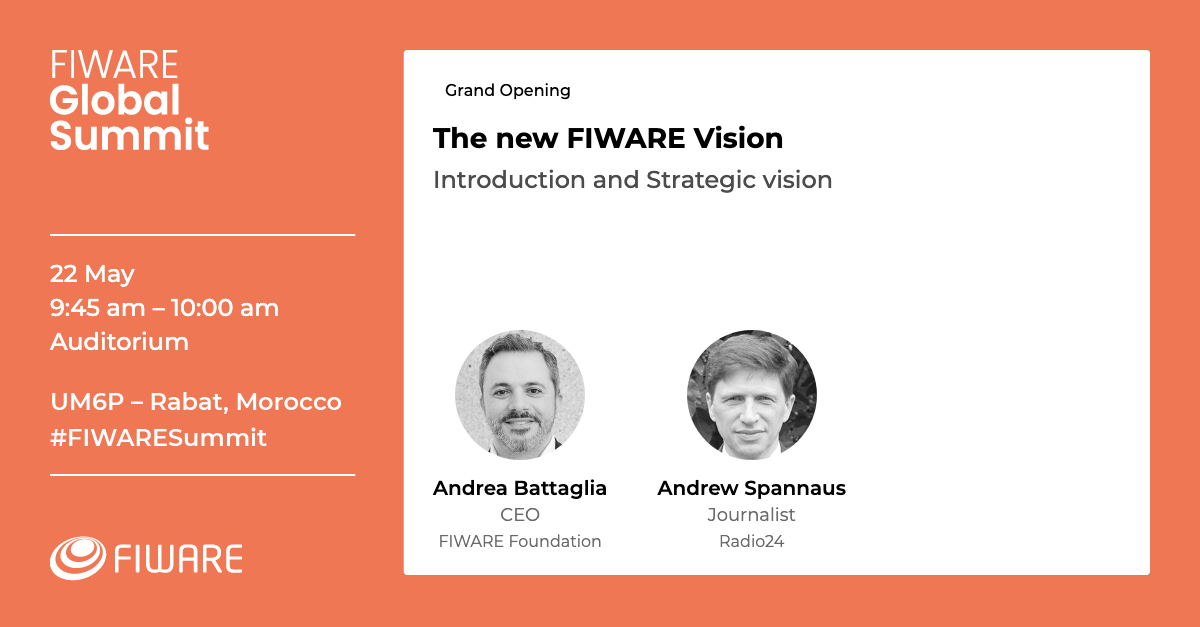 FIWARE
Global
Summit
22 May
9:45 am – 10:00 am
Auditorium
UM6P – Rabat, Morocco
#FIWARESummit
FIWARE
Grand Opening
The new FIWARE Vision
Introduction and Strategic vision
Andrea Battaglia
CEO
FIWARE Foundation
Andrew Spannaus
Journalist
Radio24